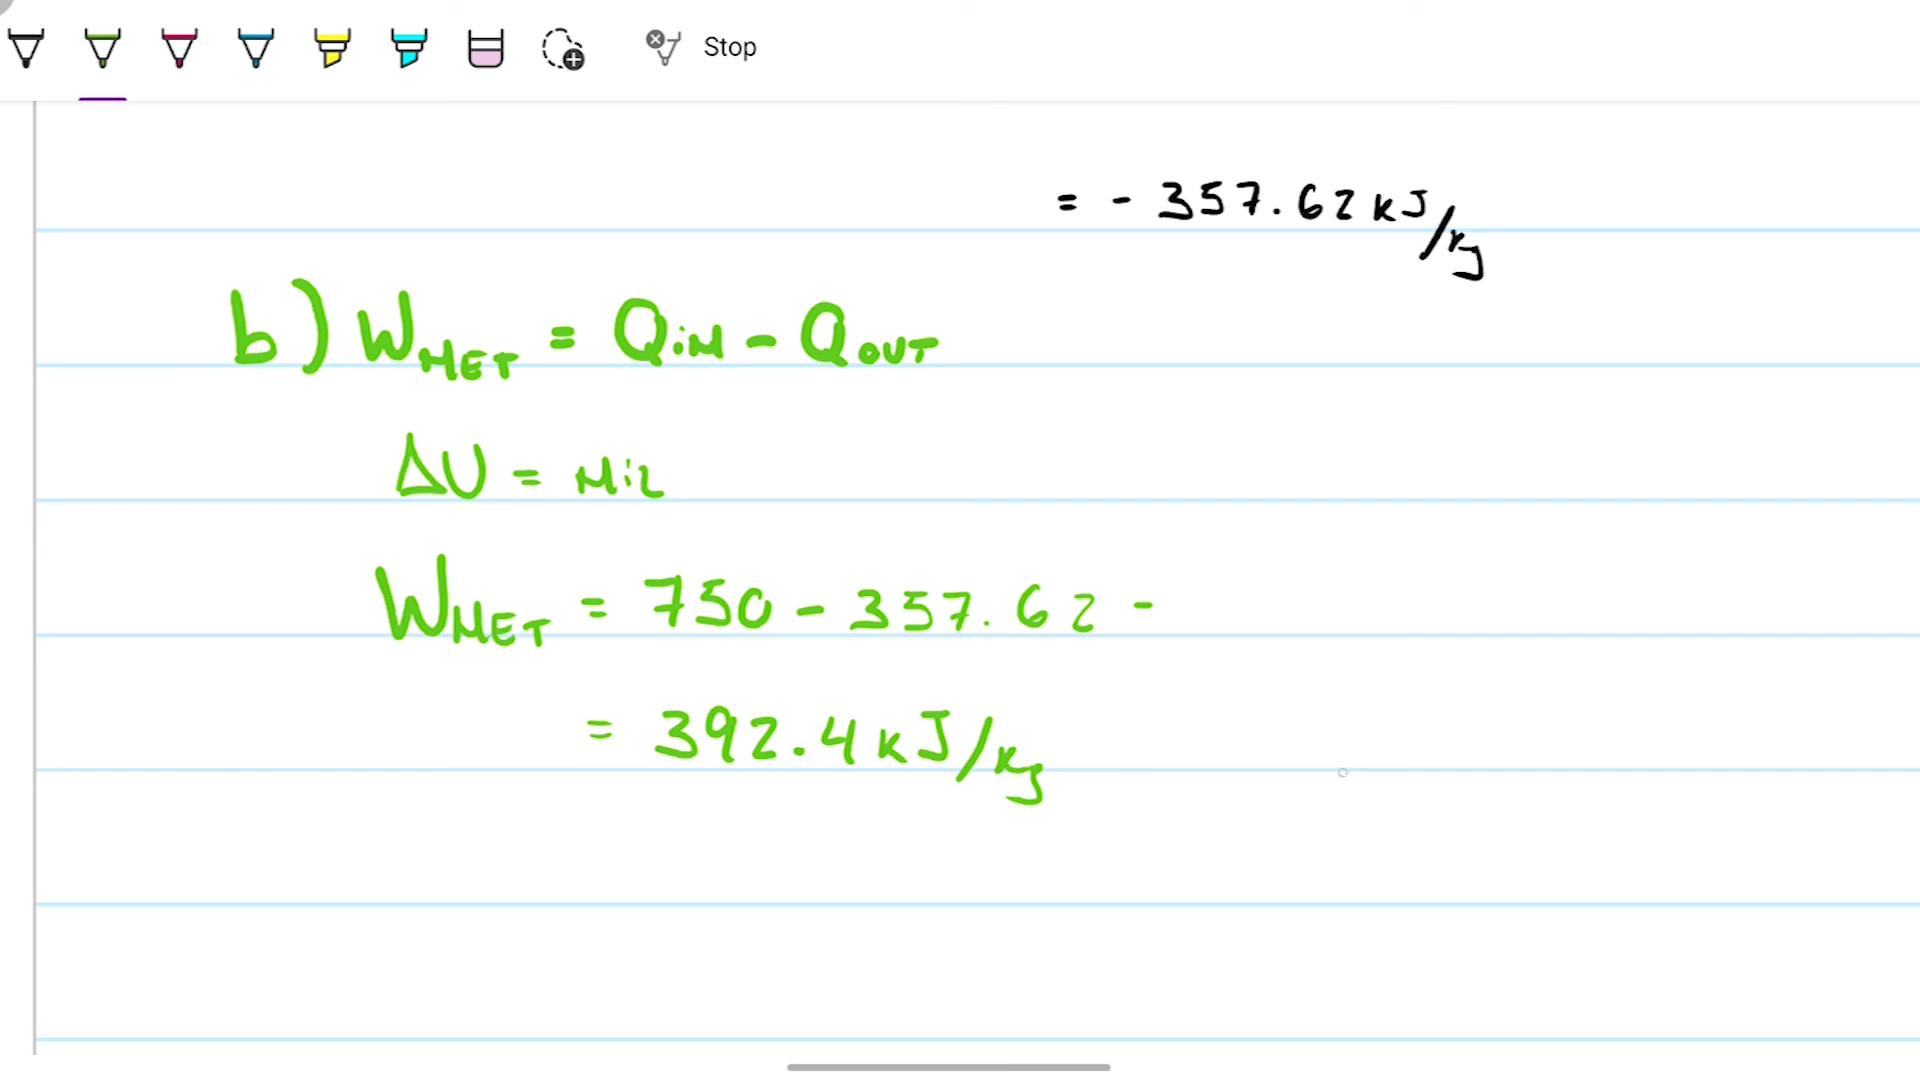 Stop
= - 357.62 kJ/kg
b) W_NET = Q_IN - Q_OUT
ΔU = NIL
W_NET = 750 - 357.62 -
= 392.4 kJ/kg